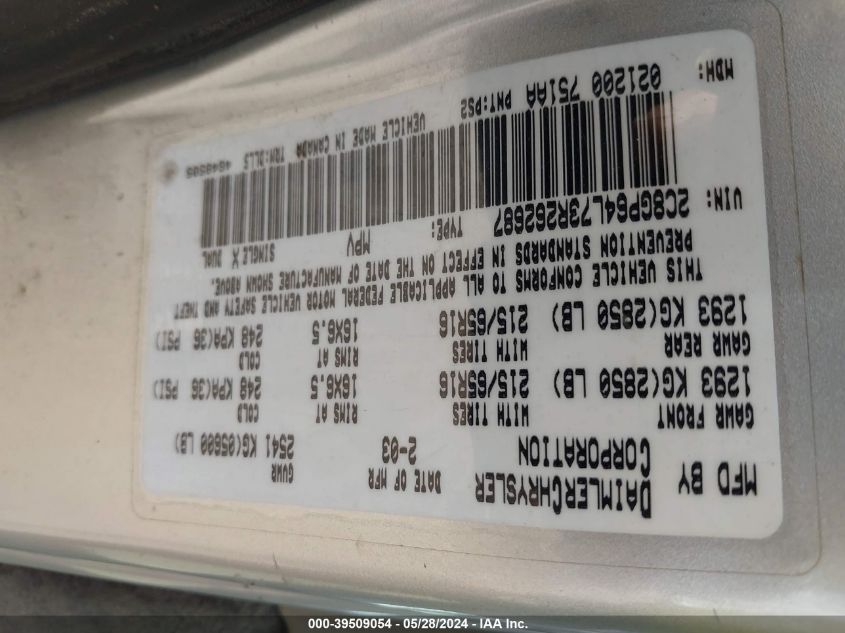 MFD BY DAIMLERCHRYSLER CORPORATION
DATE OF MFR 2-03
GVWR 2541 KG(05600 LB)
GAWR FRONT WITH TIRES RIMS AT COLD
1293 KG(2850 LB) 215/65R16 16X6.5 248 KPA(36 PSI)
GAWR REAR WITH TIRES RIMS AT COLD
1293 KG(2850 LB) 215/65R16 16X6.5 248 KPA(36 PSI)
THIS VEHICLE CONFORMS TO ALL APPLICABLE FEDERAL MOTOR VEHICLE SAFETY AND THEFT
PREVENTION STANDARDS IN EFFECT ON THE DATE OF MANUFACTURE SHOWN ABOVE.
VIN: 2C8GP64L73R262687 TYPE: MPV SINGLE X DUAL
MDH: 021200 751AA PNT:PS2 VEHICLE MADE IN CANADA TRM:DLLS
000-39509054 / 05/28/2024 - IAA Inc.